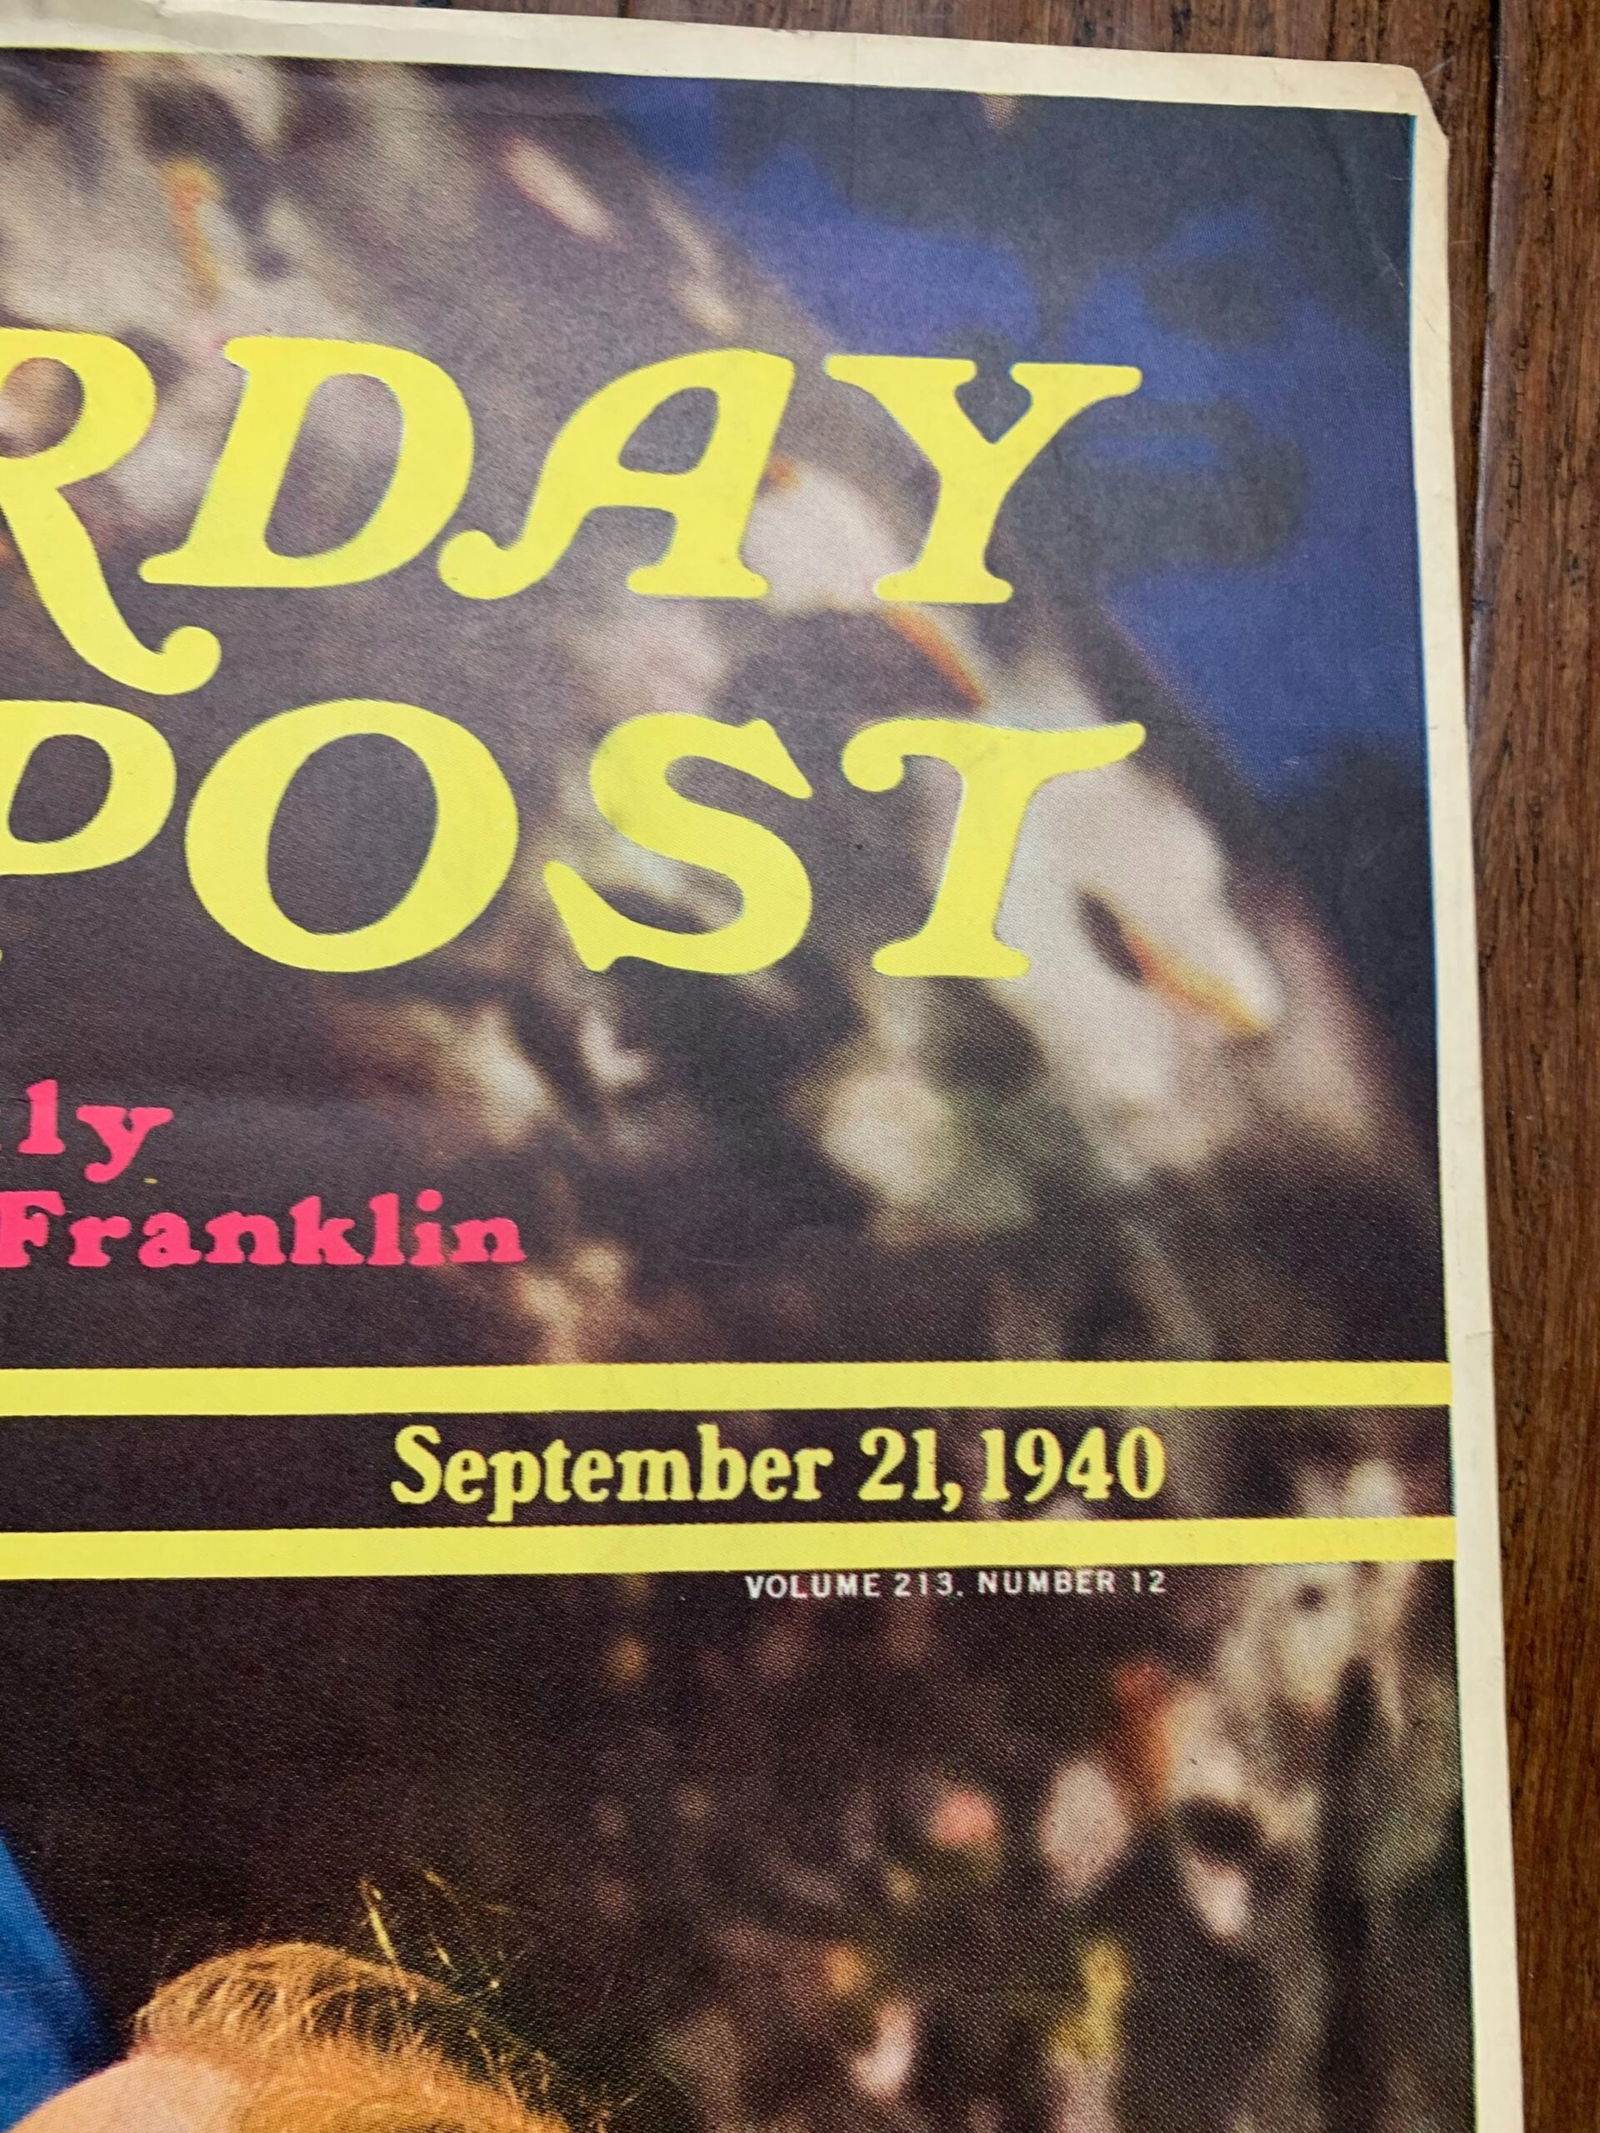 RDAY
POST
ly
Franklin
September 21, 1940
VOLUME 213, NUMBER 12